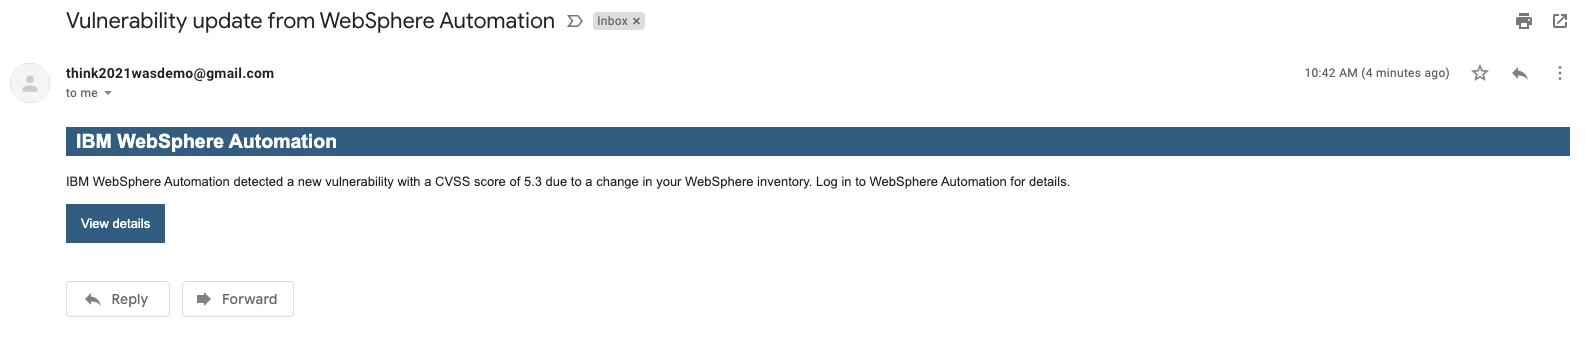 Vulnerability update from WebSphere Automation Inbox ×
think2021wasdemo@gmail.com 10:42 AM (4 minutes ago)
to me
IBM WebSphere Automation
IBM WebSphere Automation detected a new vulnerability with a CVSS score of 5.3 due to a change in your WebSphere inventory. Log in to WebSphere Automation for details.
View details
Reply Forward